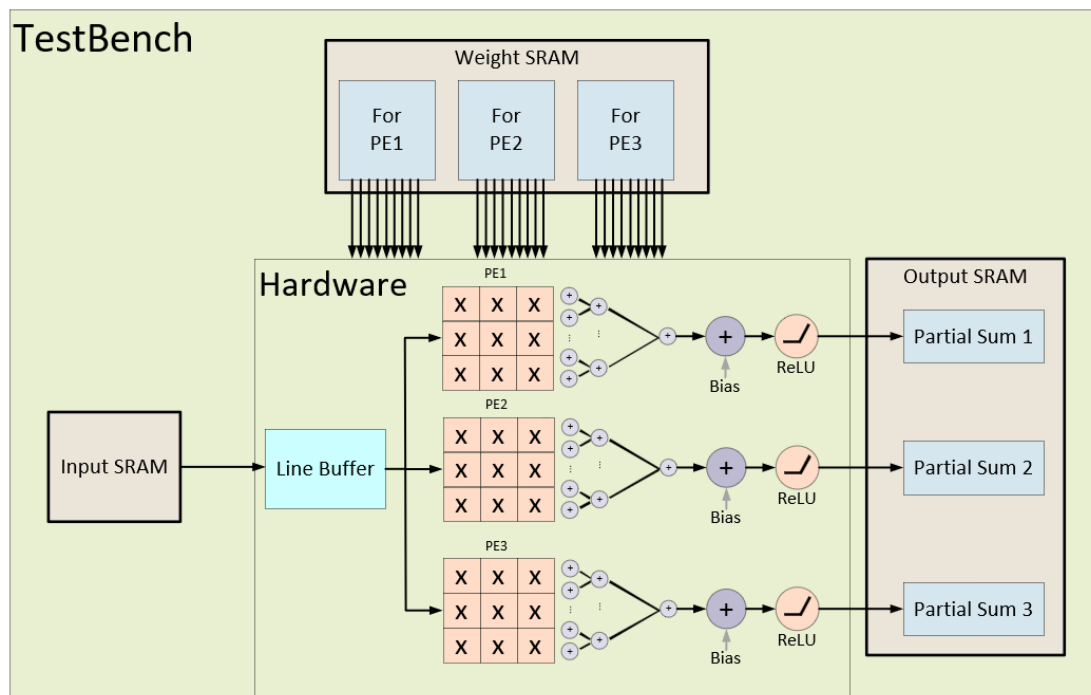 TestBench
Weight SRAM
For
PE1
For
PE2
For
PE3
Hardware
PE1
X X X
X X X
X X X
+ + + + + + +
+
Bias
ReLU
Output SRAM
Partial Sum 1
Input SRAM
Line Buffer
PE2
X X X
X X X
X X X
+ + + + + + +
+
Bias
ReLU
Partial Sum 2
PE3
X X X
X X X
X X X
+ + + + + + +
+
Bias
ReLU
Partial Sum 3